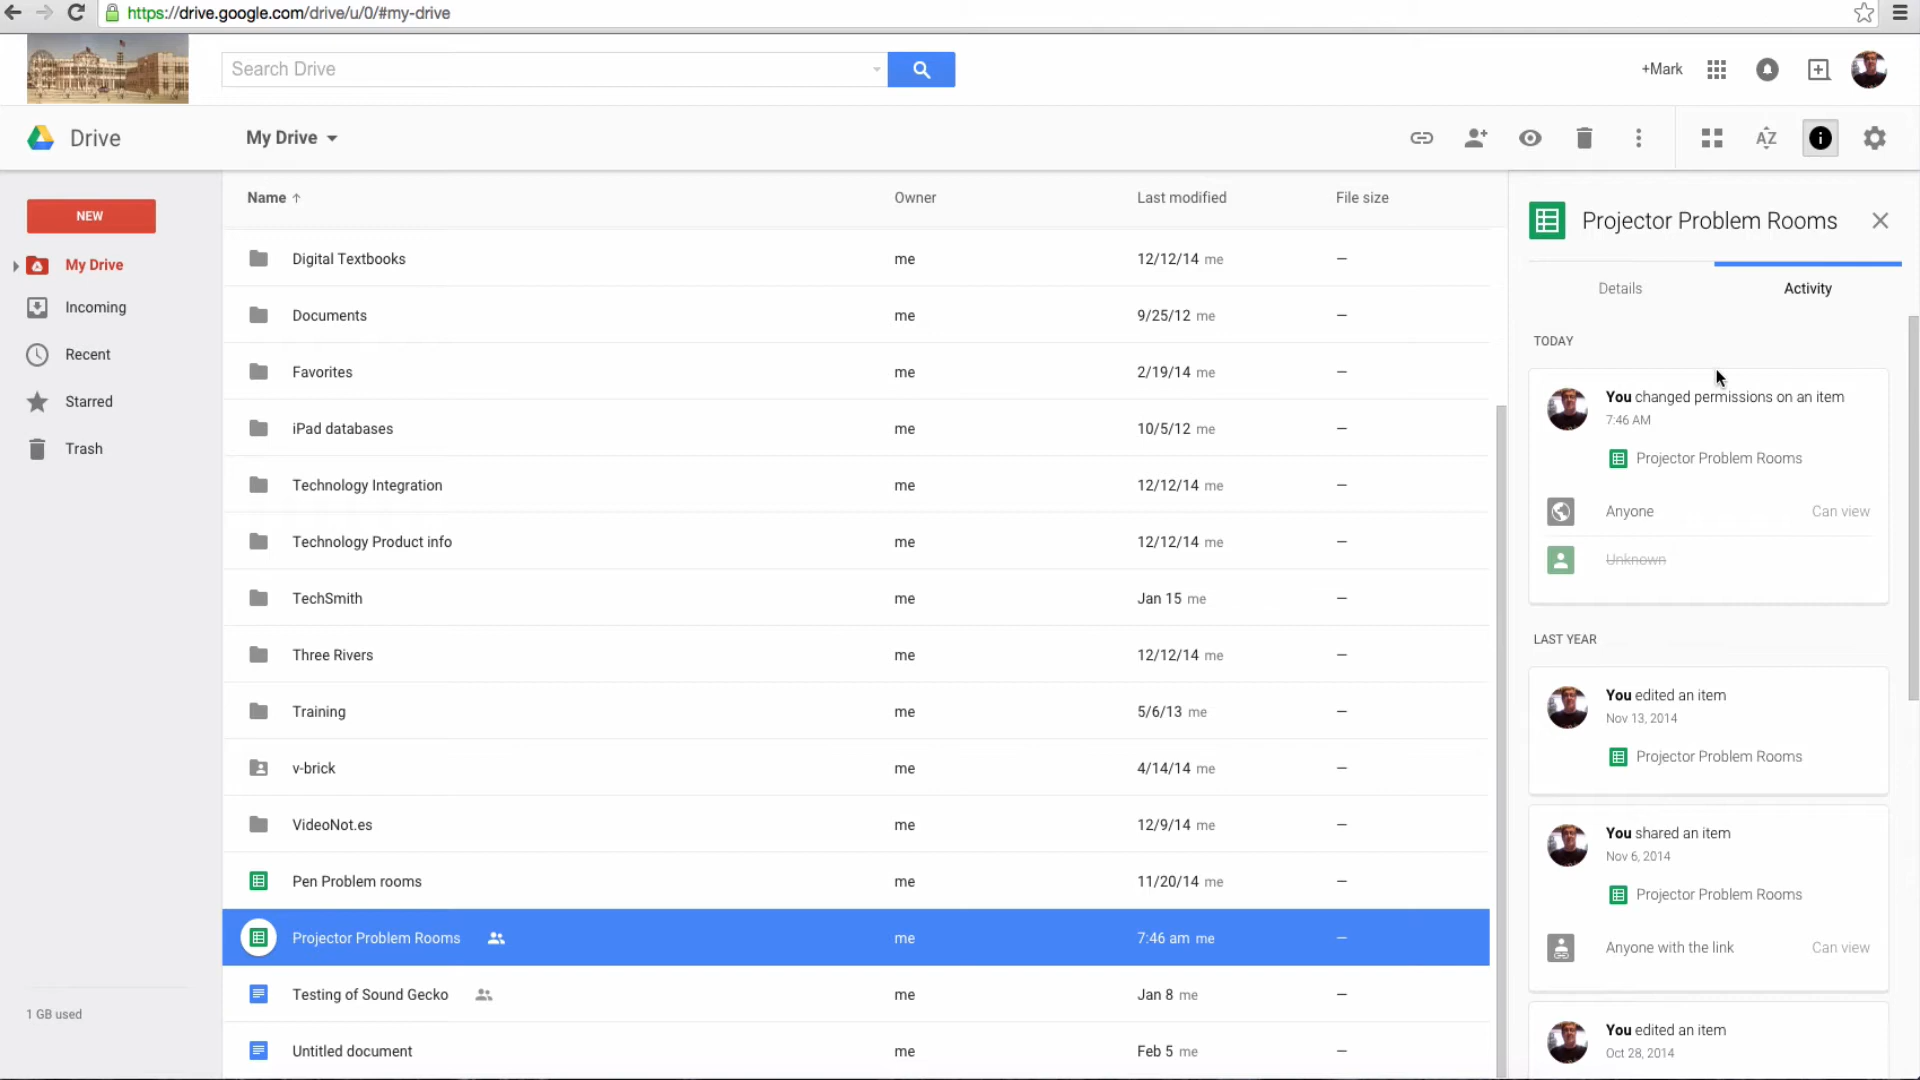 https://drive.google.com/drive/u/0/#my-drive
Search Drive
+Mark
Drive
My Drive
NEW
My Drive
Incoming
Recent
Starred
Trash
1 GB used
Name ↑ Owner Last modified File size
Digital Textbooks me 12/12/14 me —
Documents me 9/25/12 me —
Favorites me 2/19/14 me —
iPad databases me 10/5/12 me —
Technology Integration me 12/12/14 me —
Technology Product info me 12/12/14 me —
TechSmith me Jan 15 me —
Three Rivers me 12/12/14 me —
Training me 5/6/13 me —
v-brick me 4/14/14 me —
VideoNot.es me 12/9/14 me —
Pen Problem rooms me 11/20/14 me —
Projector Problem Rooms me 7:46 am me —
Testing of Sound Gecko me Jan 8 me —
Untitled document me Feb 5 me —
Projector Problem Rooms
Details Activity
TODAY
You changed permissions on an item
7:46 AM
Projector Problem Rooms
Anyone Can view
Unknown
LAST YEAR
You edited an item
Nov 13, 2014
Projector Problem Rooms
You shared an item
Nov 6, 2014
Projector Problem Rooms
Anyone with the link Can view
You edited an item
Oct 28, 2014